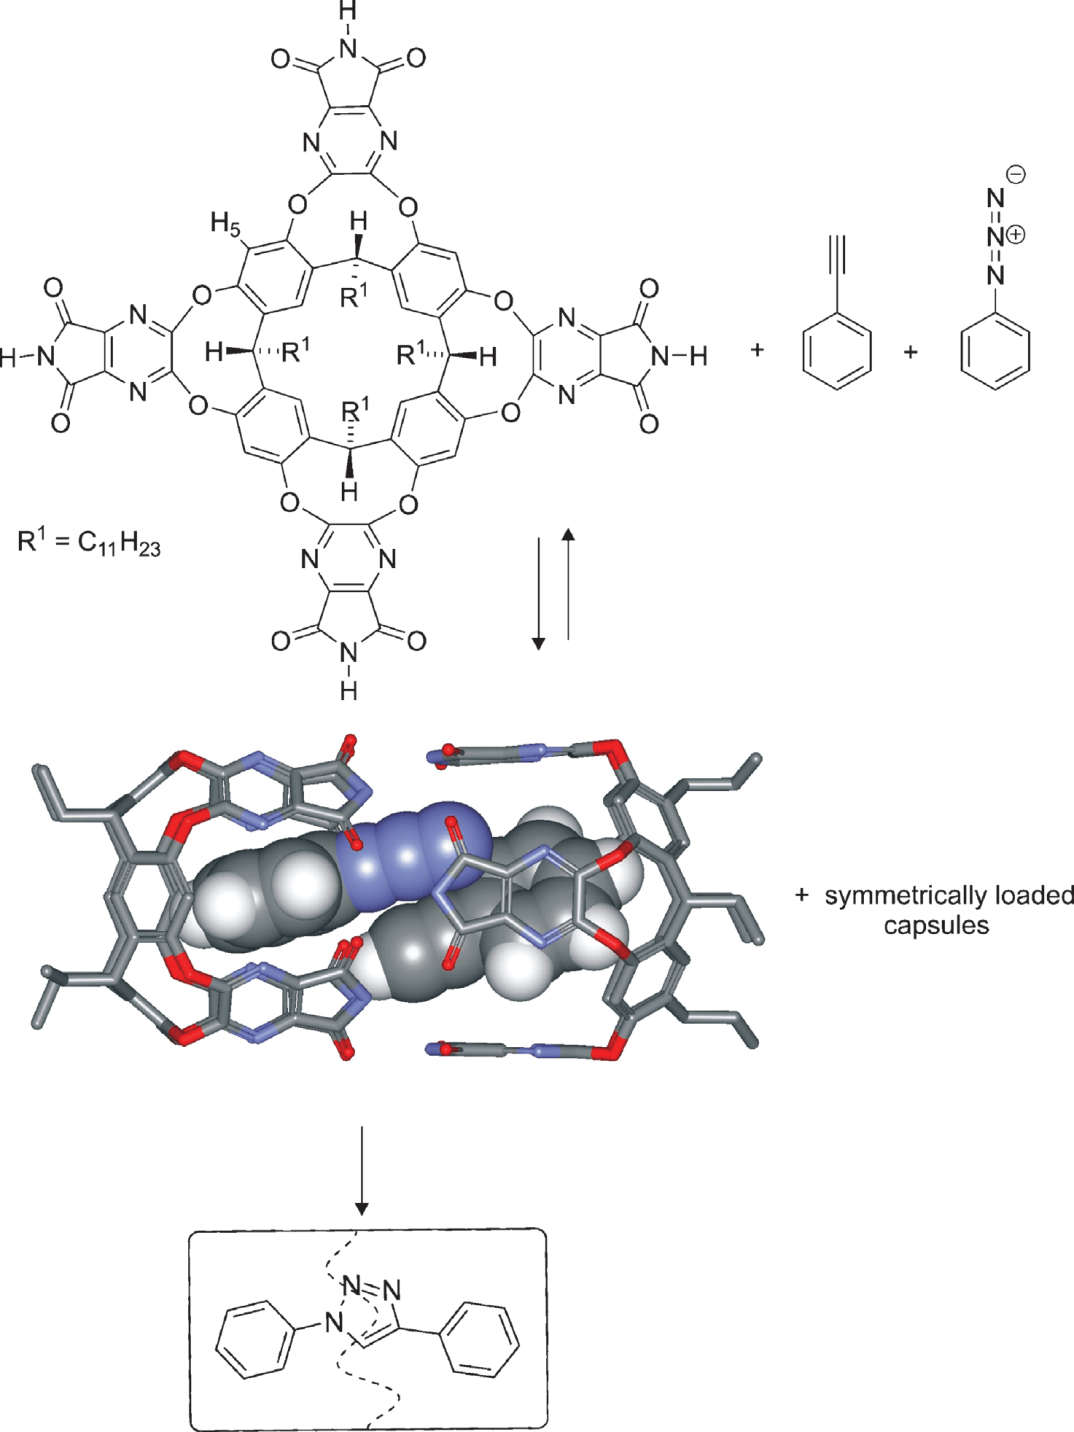 H
N
O O
N N
O O
H5 H
R1
O O
N N O O
H N H R1 R1 H N H + + 
N N O O
O O
R1
H
O O
R1 = C11H23
N N
O O
N
H
N −
N +
N
+ symmetrically loaded
capsules
N N
N